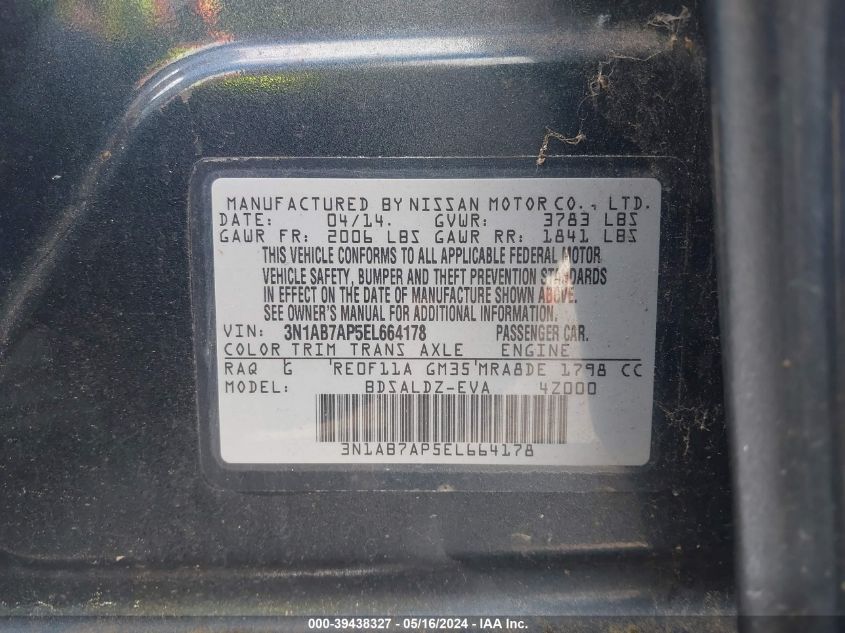 MANUFACTURED BY NISSAN MOTOR CO., LTD.
DATE: 04/14. GVWR: 3783 LBS
GAWR FR: 2006 LBS GAWR RR: 1841 LBS
THIS VEHICLE CONFORMS TO ALL APPLICABLE FEDERAL MOTOR
VEHICLE SAFETY, BUMPER AND THEFT PREVENTION STANDARDS
IN EFFECT ON THE DATE OF MANUFACTURE SHOWN ABOVE.
SEE OWNER'S MANUAL FOR ADDITIONAL INFORMATION.
VIN: 3N1AB7AP5EL664178 PASSENGER CAR.
COLOR TRIM TRANS AXLE ENGINE
RAQ G RE0F11A GM35 MRA8DE 1798 CC
MODEL: BDSALDZ-EVA 4Z000
3N1AB7AP5EL664178
000-39438327 - 05/16/2024 - IAA Inc.